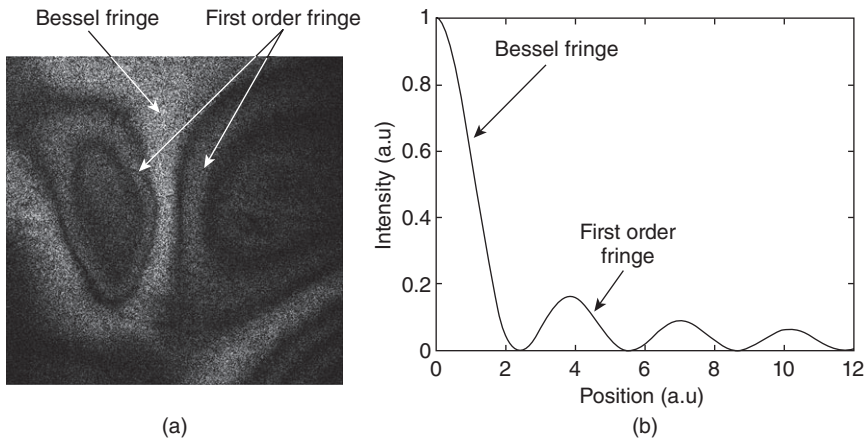 Bessel fringe
First order fringe
(a)
Intensity (a.u)
1
0.8
0.6
0.4
0.2
0
Bessel fringe
First order
fringe
0 2 4 6 8 10 12
Position (a.u)
(b)